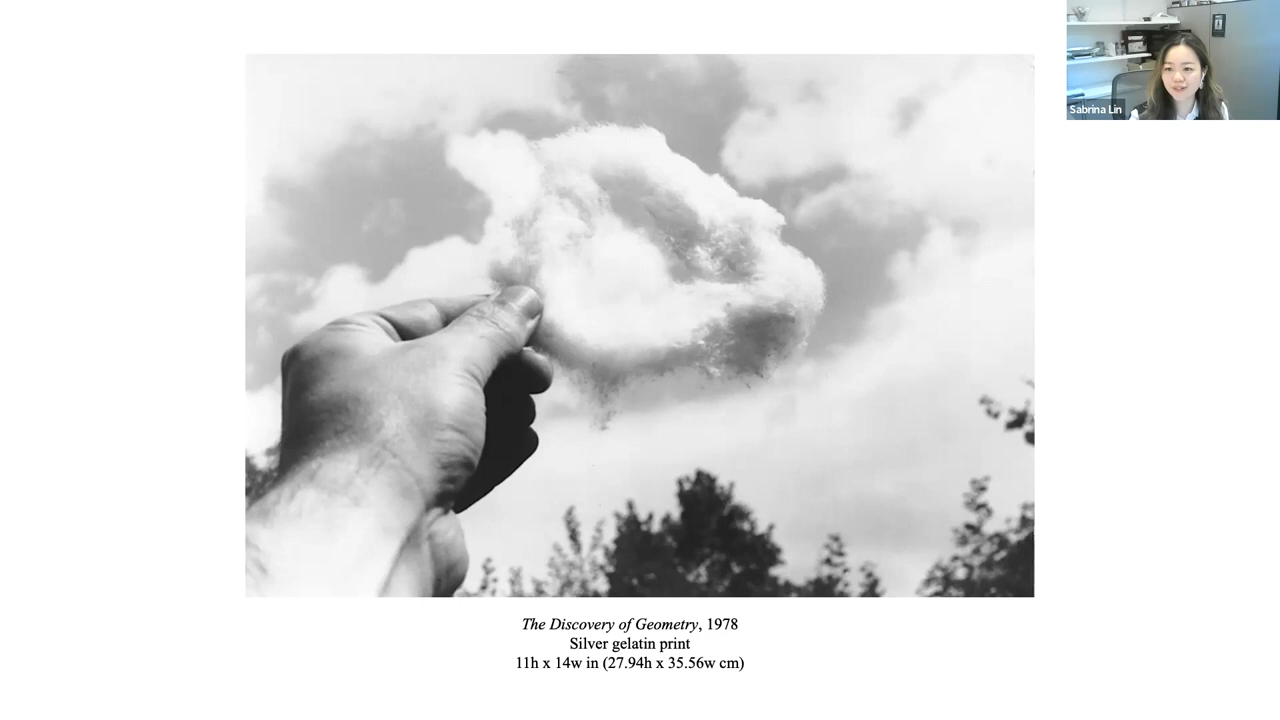 Sabrina Lin
The Discovery of Geometry, 1978
Silver gelatin print
11h x 14w in (27.94h x 35.56w cm)